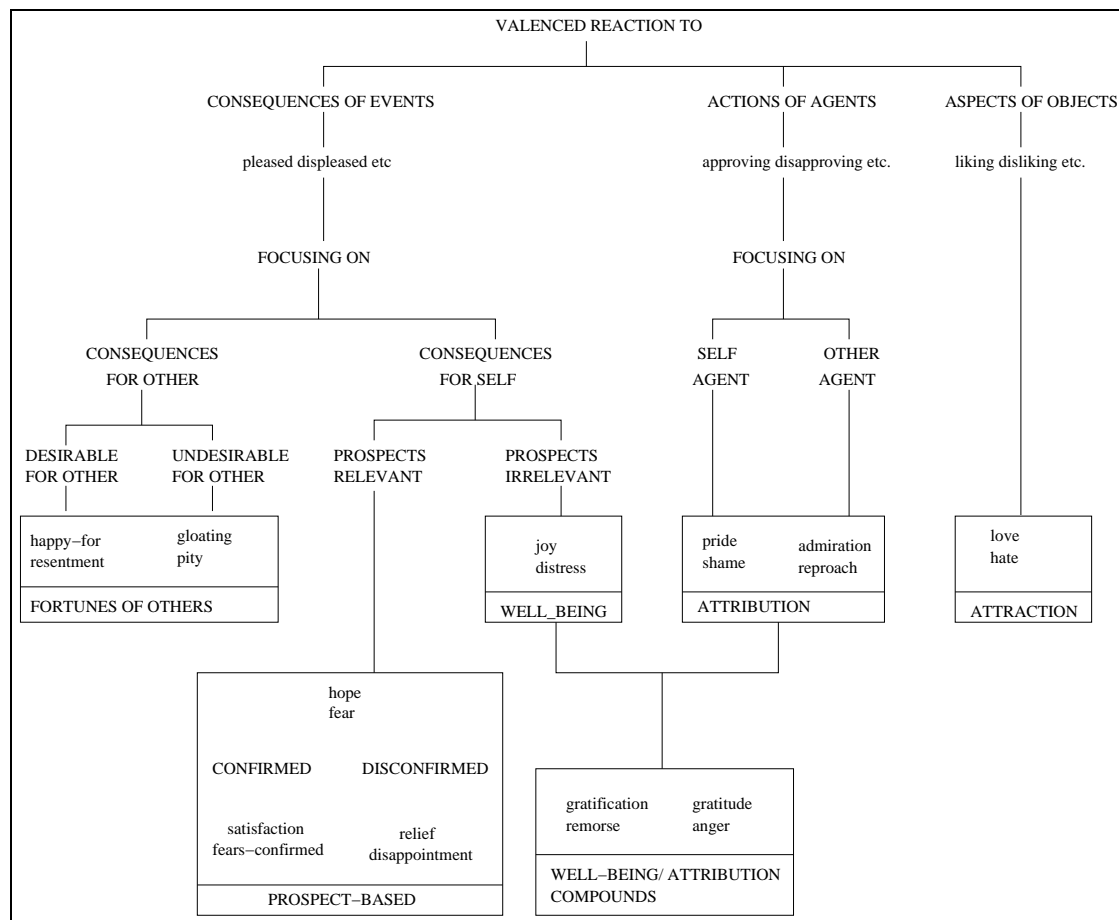 VALENCED REACTION TO
CONSEQUENCES OF EVENTS
ACTIONS OF AGENTS
ASPECTS OF OBJECTS
pleased displeased etc
approving disapproving etc.
liking disliking etc.
FOCUSING ON
FOCUSING ON
CONSEQUENCES
FOR OTHER
CONSEQUENCES
FOR SELF
SELF
AGENT
OTHER
AGENT
DESIRABLE
FOR OTHER
UNDESIRABLE
FOR OTHER
PROSPECTS
RELEVANT
PROSPECTS
IRRELEVANT
happy−for
resentment
gloating
pity
FORTUNES OF OTHERS
joy
distress
WELL_BEING
pride
shame
admiration
reproach
ATTRIBUTION
love
hate
ATTRACTION
hope
fear
CONFIRMED
DISCONFIRMED
satisfaction
fears−confirmed
relief
disappointment
PROSPECT−BASED
gratification
remorse
gratitude
anger
WELL−BEING/ ATTRIBUTION
COMPOUNDS